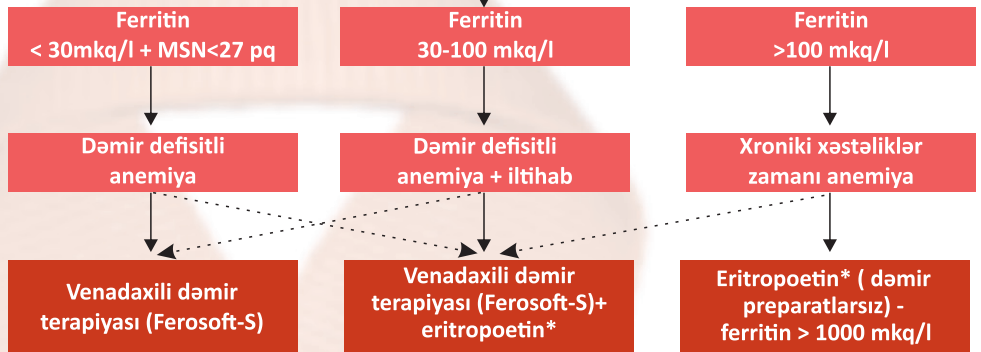 Ferritin
< 30mkq/l + MSN<27 pq
Ferritin
30-100 mkq/l
Ferritin
>100 mkq/l
Dəmir defisitli
anemiya
Dəmir defisitli
anemiya + iltihab
Xroniki xəstəliklər
zamanı anemiya
Venadaxili dəmir
terapiyası (Ferosoft-S)
Venadaxili dəmir
terapiyası (Ferosoft-S)+
eritropoetin*
Eritropoetin* ( dəmir
preparatlarsız) -
ferritin > 1000 mkq/l